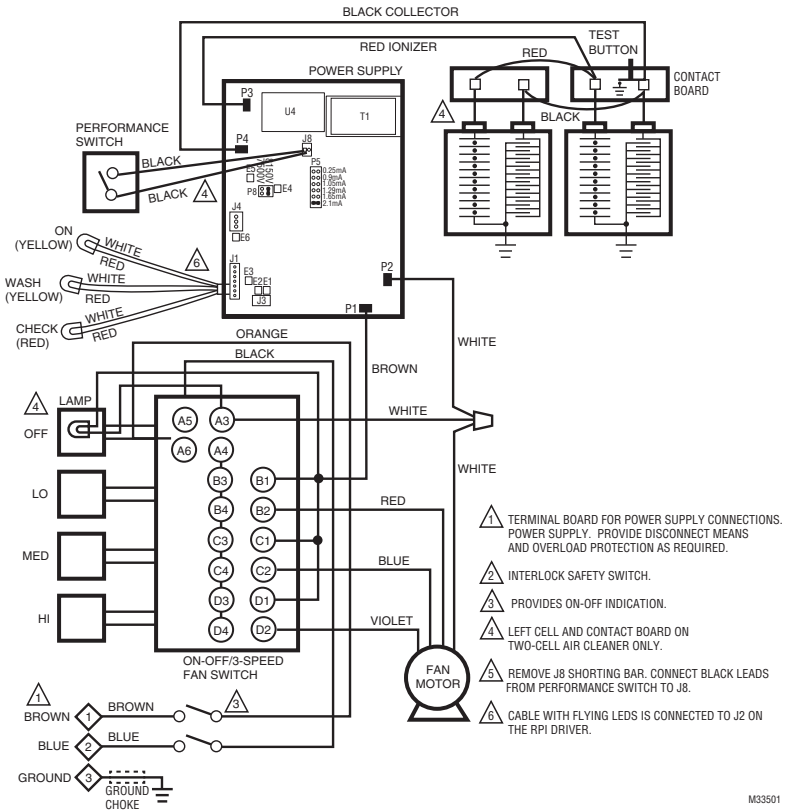 BLACK COLLECTOR
RED IONIZER
RED
TEST
BUTTON
CONTACT
BOARD
BLACK
POWER SUPPLY
P3
U4
T1
P4
J8
P5
0.25mA
0.9mA
1.05mA
1.29mA
1.65mA
2.1mA
P8
E4
J4
E6
J1
E3
E2E1
J3
P2
P1
PERFORMANCE
SWITCH
BLACK
BLACK
4
4
ON
(YELLOW)
WHITE
RED
6
WASH
(YELLOW)
WHITE
RED
CHECK
(RED)
WHITE
RED
ORANGE
BLACK
BROWN
WHITE
WHITE
WHITE
4
LAMP
OFF
LO
MED
HI
A5
A3
A6
A4
B3
B1
B4
B2
C3
C1
C4
C2
D3
D1
D4
D2
RED
BLUE
VIOLET
ON-OFF/3-SPEED
FAN SWITCH
FAN
MOTOR
1
BROWN
1
BROWN
3
BLUE
2
BLUE
GROUND
3
GROUND
CHOKE
1 TERMINAL BOARD FOR POWER SUPPLY CONNECTIONS.
POWER SUPPLY. PROVIDE DISCONNECT MEANS
AND OVERLOAD PROTECTION AS REQUIRED.
2 INTERLOCK SAFETY SWITCH.
3 PROVIDES ON-OFF INDICATION.
4 LEFT CELL AND CONTACT BOARD ON
TWO-CELL AIR CLEANER ONLY.
5 REMOVE J8 SHORTING BAR. CONNECT BLACK LEADS
FROM PERFORMANCE SWITCH TO J8.
6 CABLE WITH FLYING LEDS IS CONNECTED TO J2 ON
THE RPI DRIVER.
M33501